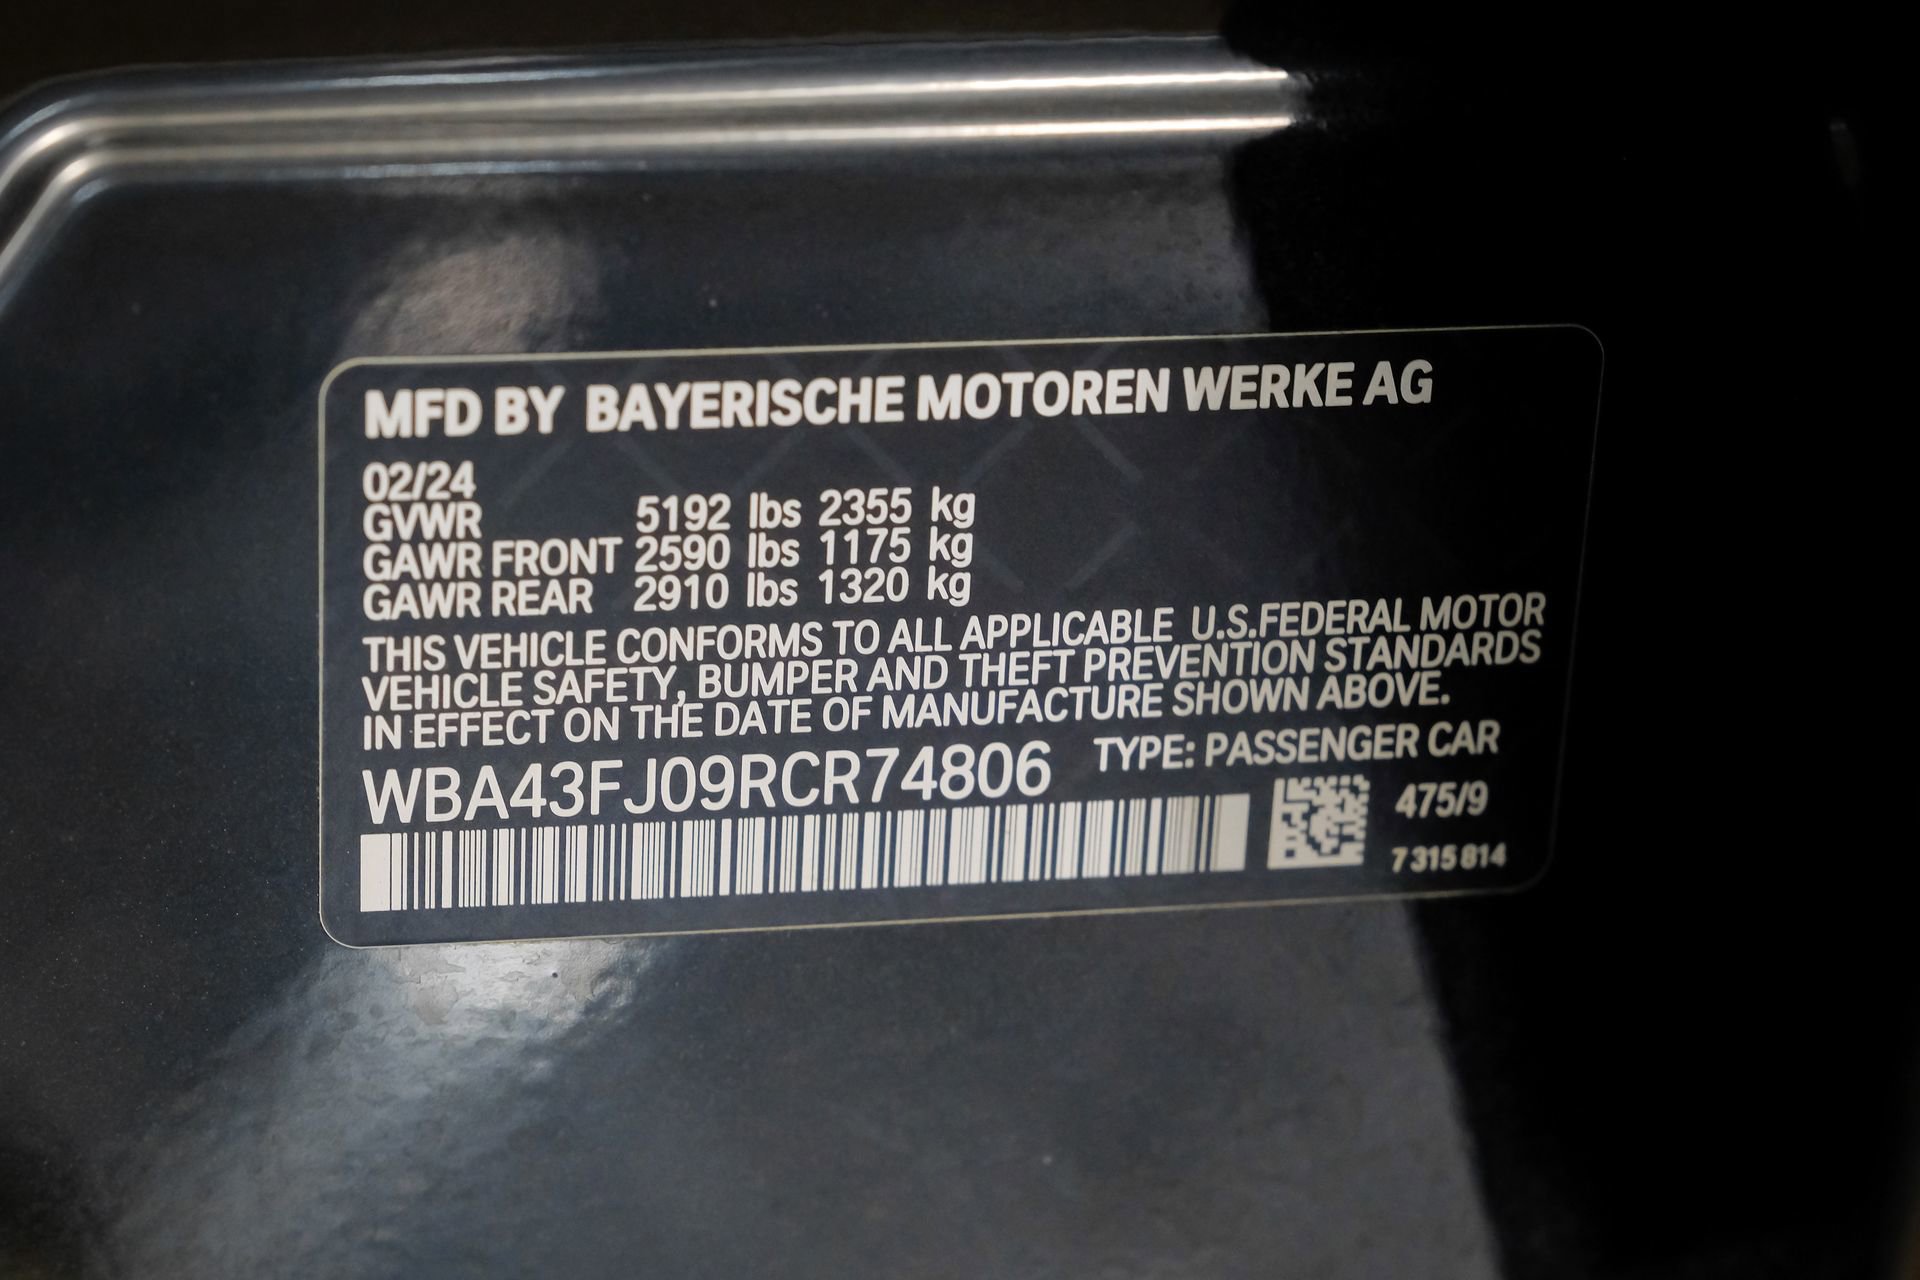 MFD BY BAYERISCHE MOTOREN WERKE AG
02/24
GVWR 5192 lbs 2355 kg
GAWR FRONT 2590 lbs 1175 kg
GAWR REAR 2910 lbs 1320 kg
THIS VEHICLE CONFORMS TO ALL APPLICABLE U.S.FEDERAL MOTOR
VEHICLE SAFETY, BUMPER AND THEFT PREVENTION STANDARDS
IN EFFECT ON THE DATE OF MANUFACTURE SHOWN ABOVE.
WBA43FJ09RCR74806 TYPE: PASSENGER CAR
475/9
7 315 814